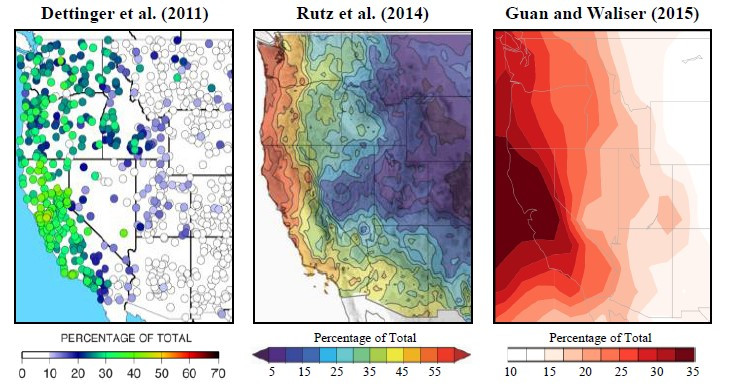 Dettinger et al. (2011) Rutz et al. (2014) Guan and Waliser (2015)
PERCENTAGE OF TOTAL Percentage of Total Percentage of Total
0 10 20 30 40 50 60 70 5 15 25 35 45 55 10 15 20 25 30 35